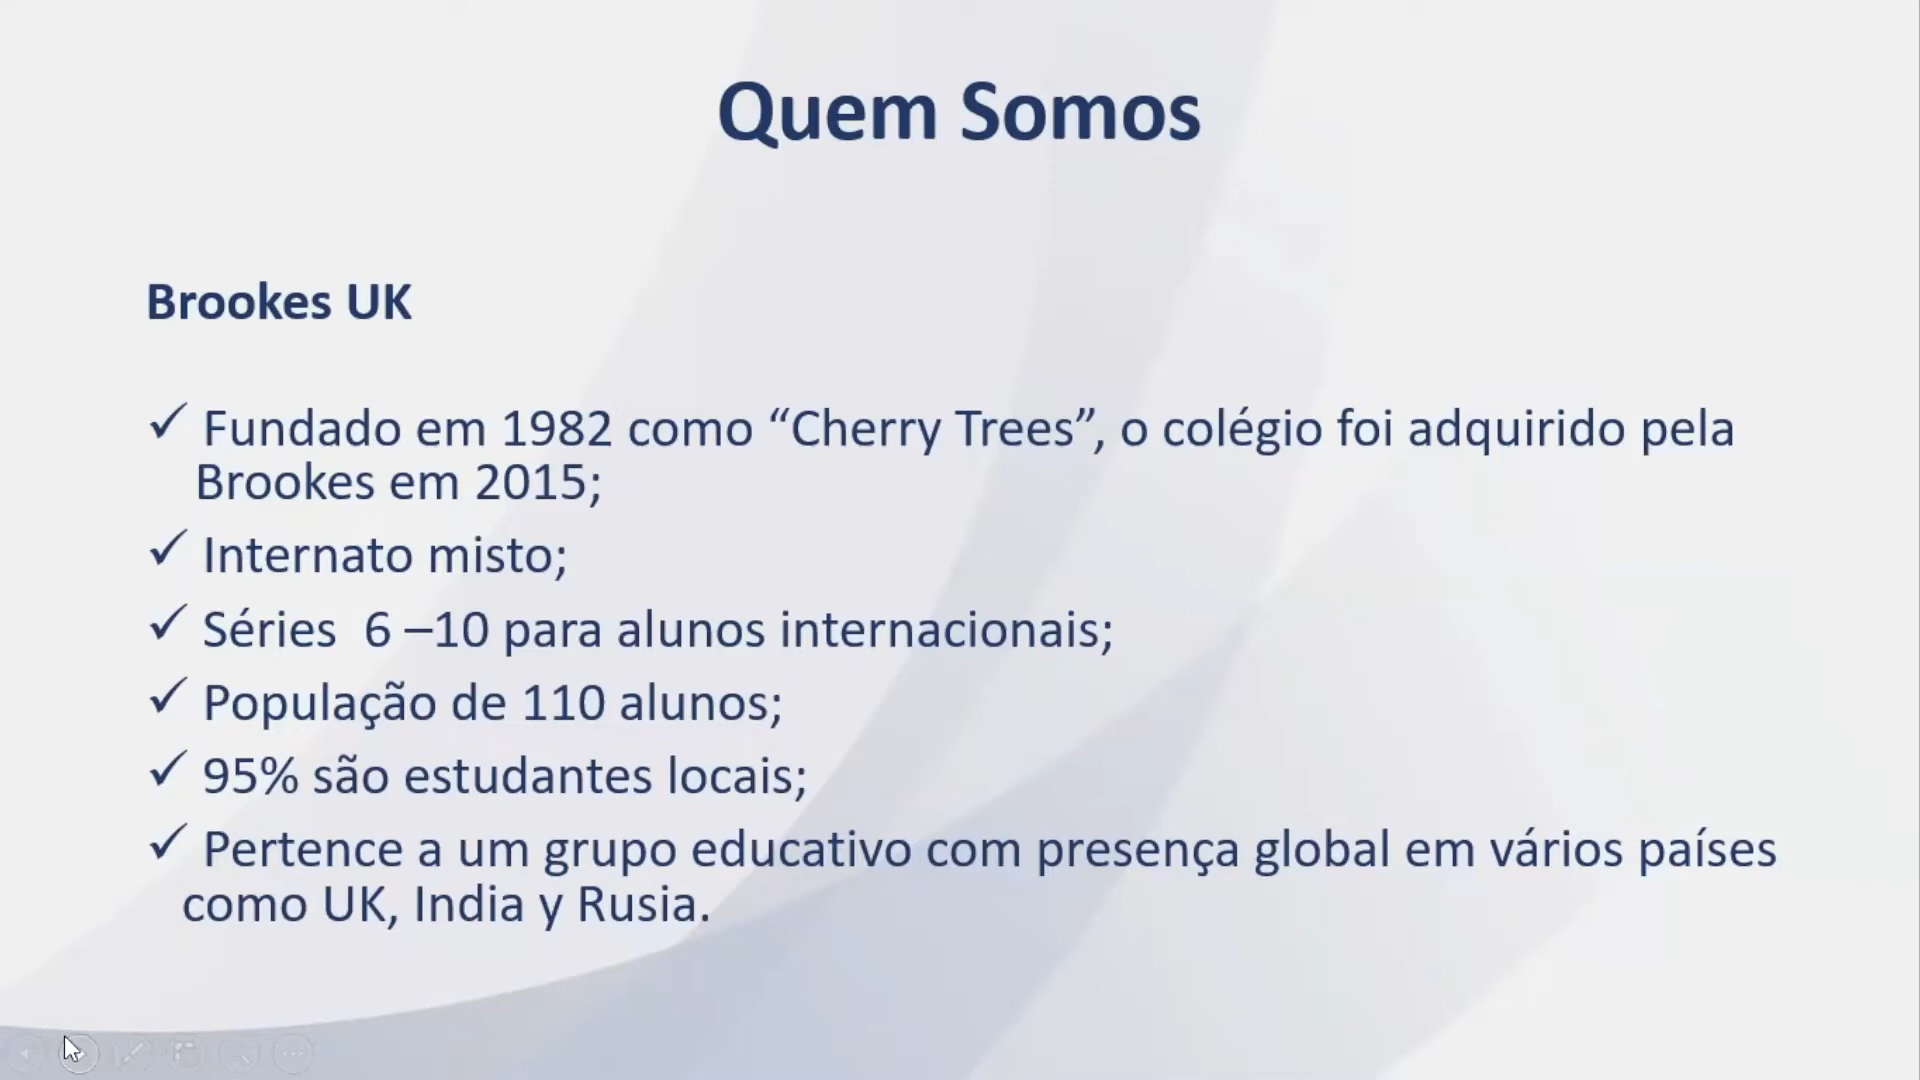 Quem Somos
Brookes UK
✓ Fundado em 1982 como “Cherry Trees”, o colégio foi adquirido pela
Brookes em 2015;
✓ Internato misto;
✓ Séries  6 –10 para alunos internacionais;
✓ População de 110 alunos;
✓ 95% são estudantes locais;
✓ Pertence a um grupo educativo com presença global em vários países
como UK, India y Rusia.